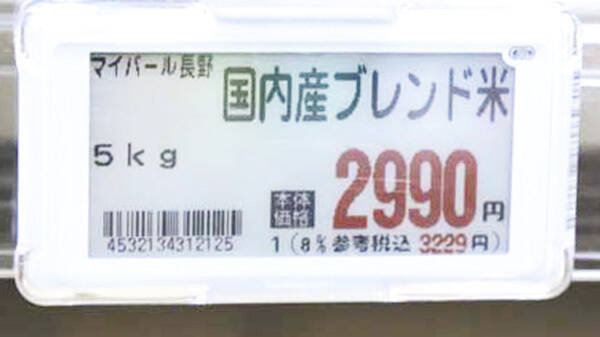 マイパール長野
国内産ブレンド米
5kg
本体価格 2990円
4532134312125
1(8%参考税込 3229円)